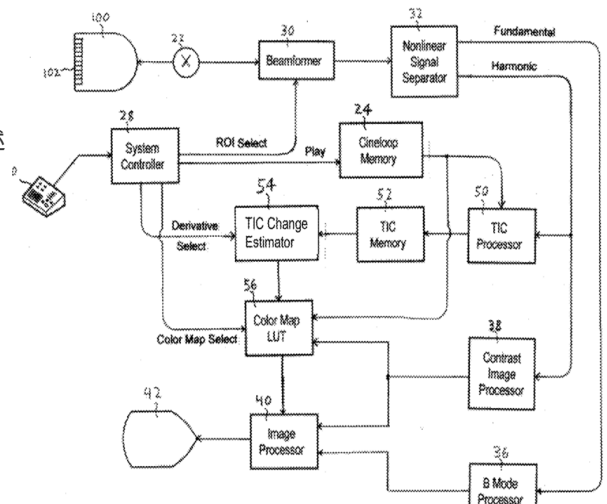 100
102
22
30
Beamformer
32
Nonlinear
Signal
Separator
Fundamental
Harmonic
28
System
Controller
ROI Select
Play
24
Cineloop
Memory
0
Derivative
Select
54
TIC Change
Estimator
52
TIC
Memory
50
TIC
Processor
56
Color Map
LUT
Color Map Select
38
Contrast
Image
Processor
42
40
Image
Processor
36
B Mode
Processor